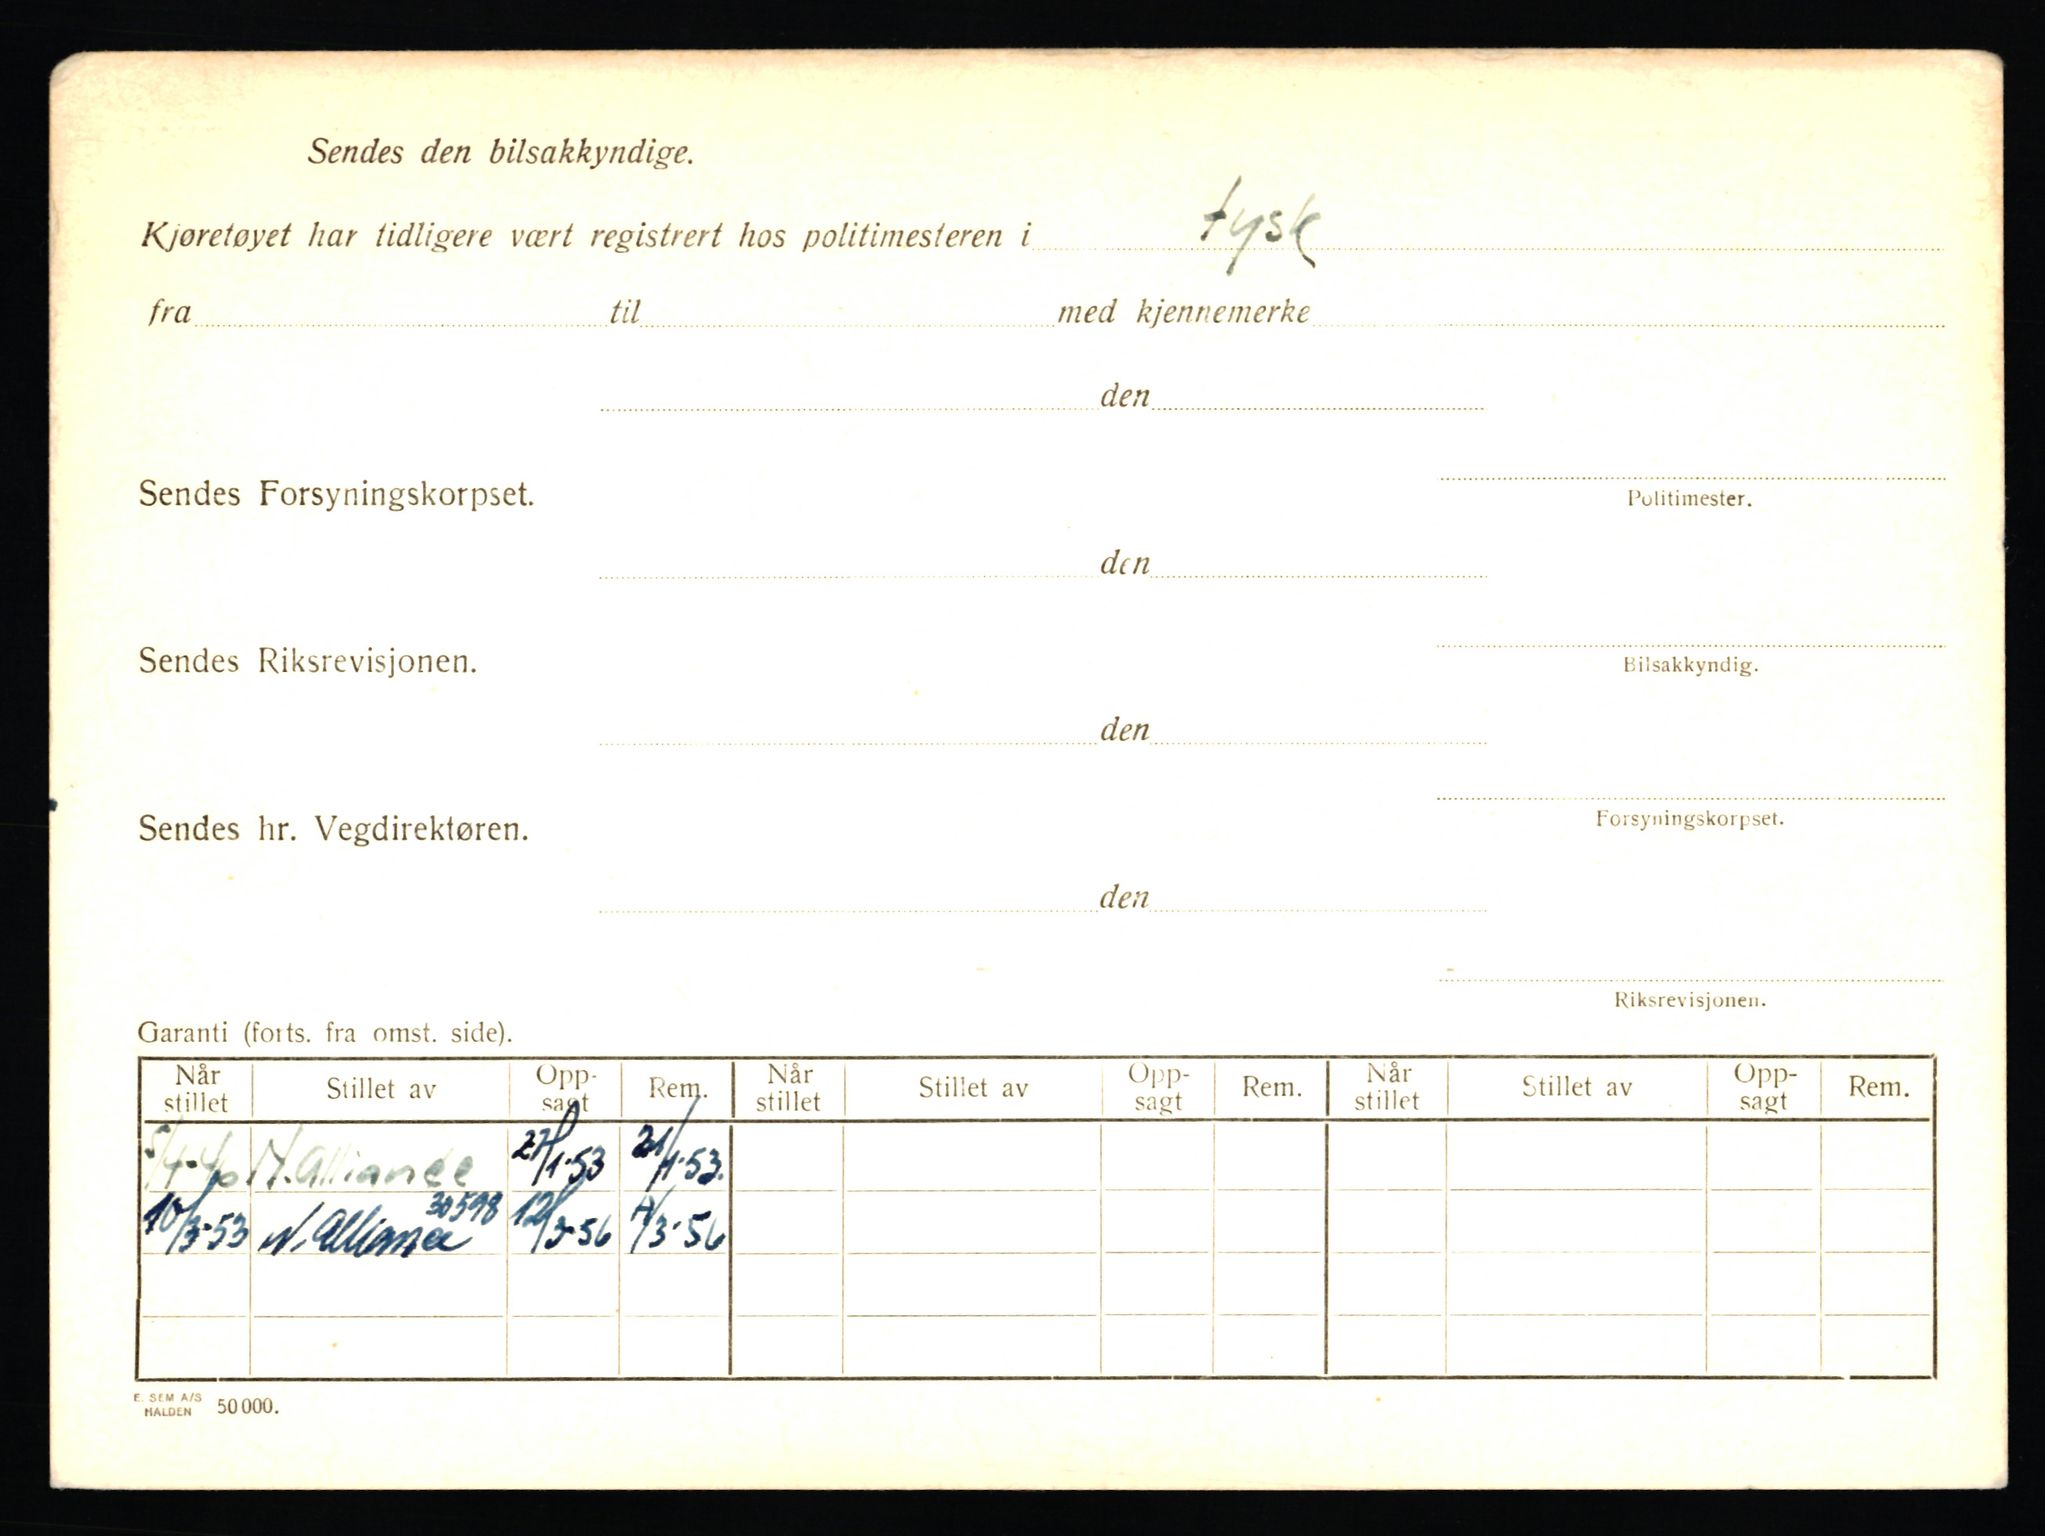 Sendes den bilsakkyndige.
Kjøretøyet har tidligere vært registrert hos politimesteren i tysk
fra til med kjennemerke
den
Politimester.
Sendes Forsyningskorpset.
den
Bilsakkyndig.
Sendes Riksrevisjonen.
den
Forsyningskorpset.
Sendes hr. Vegdirektøren.
den
Riksrevisjonen.
Garanti (forts. fra omst. side).
Når stillet Stillet av Opp-sagt Rem. Når stillet Stillet av Opp-sagt Rem. Når stillet Stillet av Opp-sagt Rem.
5/4-46 N. Alliance 27/1-53
30598
10/3-53 N. Alliance 12/3-56 /3-56
E. SEM A/S
HALDEN 50 000.